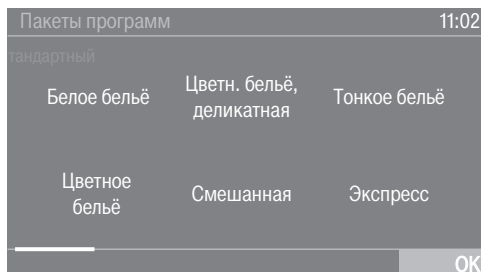 Пакеты программ 11:02
тандартный
Белое бельё
Цветн. бельё,
деликатная
Тонкое бельё
Цветное
бельё
Смешанная
Экспресс
OK